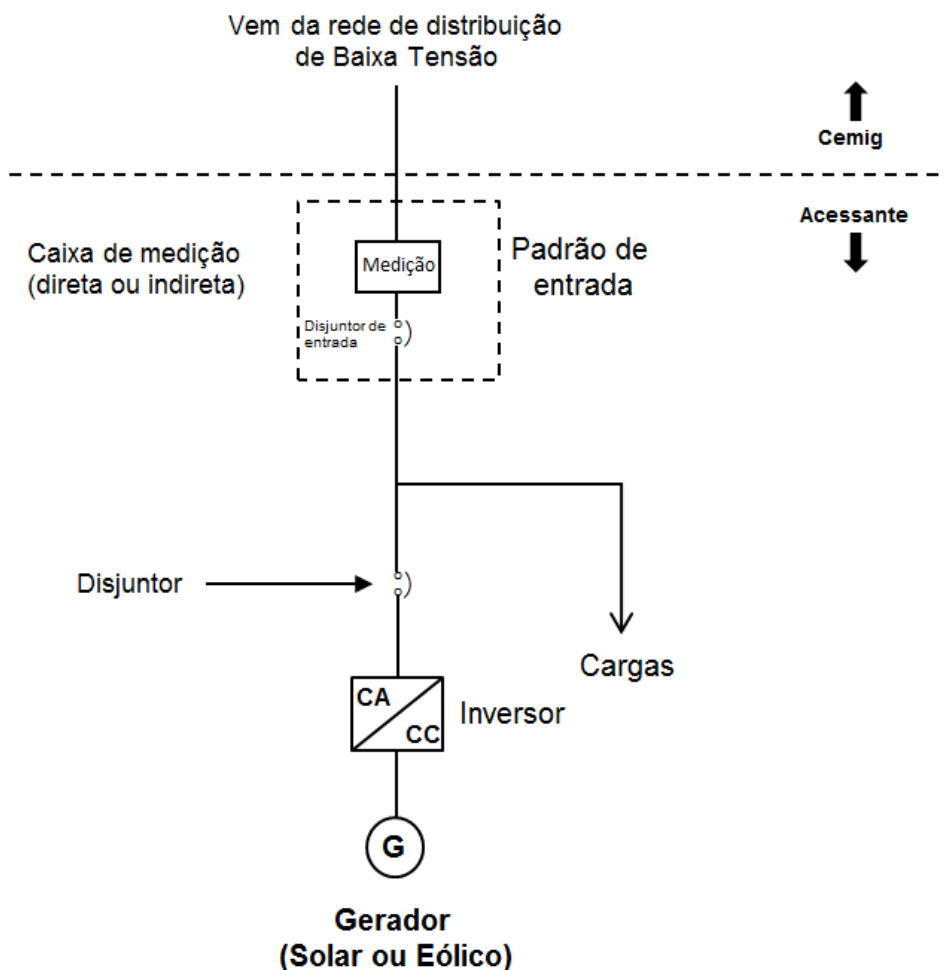 Vem da rede de distribuição
de Baixa Tensão
Cemig
Acessante
Caixa de medição
(direta ou indireta)
Medição
Padrão de
entrada
Disjuntor de
entrada
Disjuntor
Cargas
CA
CC
Inversor
G
Gerador
(Solar ou Eólico)